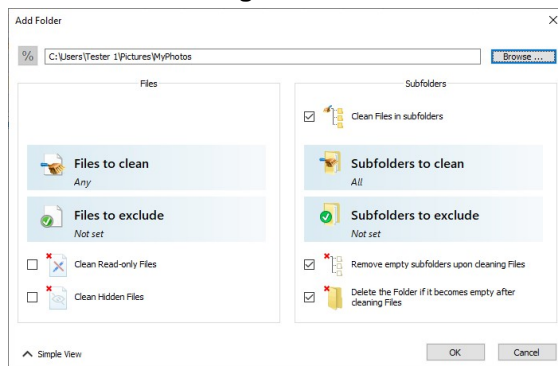 Add Folder
%
C:\Users\Tester 1\Pictures\MyPhotos
Browse ...
Files
Files to clean
Any
Files to exclude
Not set
Clean Read-only Files
Clean Hidden Files
Subfolders
Clean Files in subfolders
Subfolders to clean
All
Subfolders to exclude
Not set
Remove empty subfolders upon cleaning Files
Delete the Folder if it becomes empty after
cleaning Files
Simple View
OK
Cancel